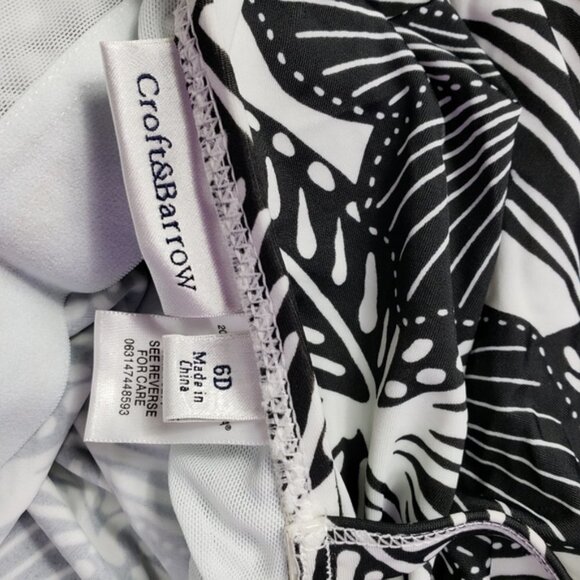 Croft&Barrow
6D
Made in
China
SEE REVERSE
FOR CARE
063147448593